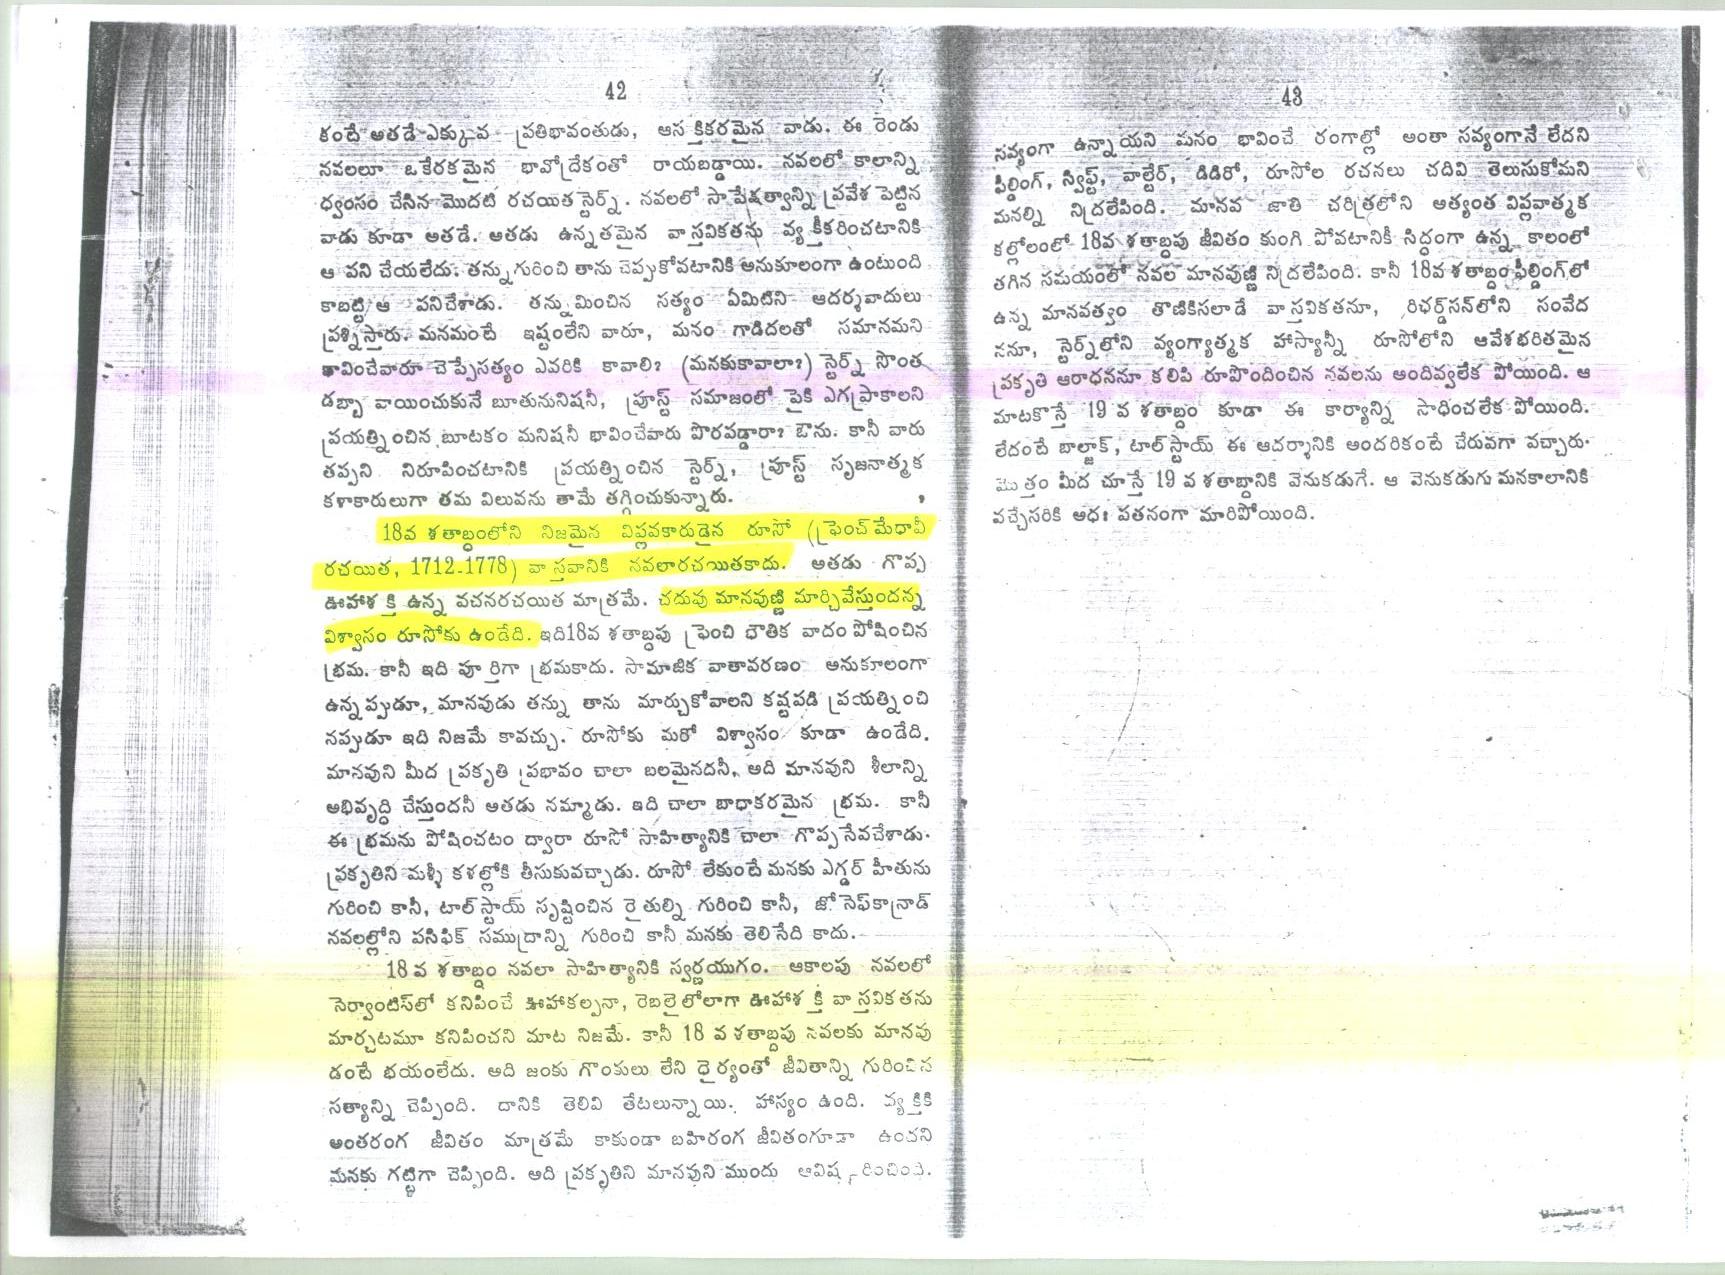 42
కంటే అతడే ఎక్కువ ప్రతిభావంతుడు, ఆసక్తికరమైన వాడు. ఈ రెండు
నవలలూ ఒకేరకమైన భావోద్రేకంతో రాయబడ్డాయి. నవలలో కాలాన్ని
ధ్వంసం చేసిన మొదటి రచయిత స్టెర్న్. నవలలో సాపేక్షత్వాన్ని ప్రవేశ పెట్టిన
వాడు కూడా అతడే. అతడు ఉన్నతమైన వాస్తవికతను వ్యక్తీకరించటానికి
ఆ పని చేయలేదు. తన్నుగురించి తాను చెప్పుకోవటానికి అనుకూలంగా ఉంటుంది
కాబట్టి ఆ పనిచేశాడు. తన్నుమించిన సత్యం ఏమిటని ఆదర్శవాదులు
ప్రశ్నిస్తారు. మనమంటే ఇష్టంలేని వారూ, మనం గాడిదలతో సమానమని
భావించేవారూ చెప్పేసత్యం ఎవరికి కావాలి? (మనకుకావాలా?) స్టెర్న్ సొంత
డబ్బా వాయించుకునే బూతుమనిషనీ, ప్రూస్ట్ సమాజంలో పైకి ఎగప్రాకాలని
ప్రయత్నించిన బూటకం మనిషనీ భావించేవారు పొరవడ్డారా? ఔను. కానీ వారు
తప్పని నిరూపించటానికి ప్రయత్నించిన స్టెర్న్, ప్రూస్ట్ సృజనాత్మక
కళాకారులుగా తమ విలువను తామే తగ్గించుకున్నారు.
18వ శతాబ్దంలోని నిజమైన విప్లవకారుడైన రూసో (ఫ్రెంచ్ మేధావీ
రచయిత, 1712-1778) వాస్తవానికి నవలారచయితకాదు. అతడు గొప్ప
ఊహాశక్తి ఉన్న వచనరచయిత మాత్రమే. చదువు మానవుణ్ణి మార్చివేస్తుందన్న
విశ్వాసం రూసోకు ఉండేది. ఇది18వ శతాబ్దపు ఫ్రెంచి భౌతిక వాదం పోషించిన
భ్రమ. కానీ ఇది పూర్తిగా భ్రమకాదు. సామాజిక వాతావరణం అనుకూలంగా
ఉన్నప్పుడూ, మానవుడు తన్ను తాను మార్చుకోవాలని కష్టపడి ప్రయత్నించి
నప్పుడూ ఇది నిజమే కావచ్చు. రూసోకు మరో విశ్వాసం కూడా ఉండేది.
మానవుని మీద ప్రకృతి ప్రభావం చాలా బలమైనదనీ, అది మానవుని శీలాన్ని
అభివృద్ధి చేస్తుందనీ అతడు నమ్మాడు. ఇది చాలా బాధాకరమైన భ్రమ. కానీ
ఈ భ్రమను పోషించటం ద్వారా రూసో సాహిత్యానికి చాలా గొప్ప సేవచేశాడు.
ప్రకృతిని మళ్ళీ కళల్లోకి తీసుకువచ్చాడు. రూసో లేకుంటే మనకు ఎగ్డర్ హీతును
గురించి కానీ, టాల్ స్టాయ్ సృష్టించిన రైతుల్ని గురించి కానీ, జోసెఫ్ కాన్రాడ్
నవలల్లోని పసిఫిక్ సముద్రాన్ని గురించి కానీ మనకు తెలిసేది కాదు.
18 వ శతాబ్దం నవలా సాహిత్యానికి స్వర్ణయుగం. ఆకాలపు నవలలో
సెర్వాంటిస్‌లో కనిపించే ఊహాకల్పనా, రెబలైలోలాగా ఊహాశక్తి వాస్తవికతను
మార్చటమూ కనిపించని మాట నిజమే. కానీ 18 వ శతాబ్దపు నవలకు మానవు
డంటే భయంలేదు. అది జంకు గొంకులు లేని ధైర్యంతో జీవితాన్ని గురించిన
సత్యాన్ని చెప్పింది. దానికి తెలివి తేటలున్నాయి. హాస్యం ఉంది. వ్యక్తికి
అంతరంగ జీవితం మాత్రమే కాకుండా బహిరంగ జీవితంగూడా ఉందని
మనకు గట్టిగా చెప్పింది. అది ప్రకృతిని మానవుని ముందు
43
సవ్యంగా ఉన్నాయని మనం భావించే రంగాల్లో అంతా సవ్యంగానే లేదని
ఫీల్డింగ్, స్విఫ్ట్, వాల్టేర్, డిడిరో, రూసోల రచనలు చదివి తెలుసుకోమని
మనల్ని నిద్రలేపింది. మానవ జాతి చరిత్రలోని అత్యంత విప్లవాత్మక
కల్లోలంలో 18వ శతాబ్దపు జీవితం కుంగి పోవటానికి సిద్ధంగా ఉన్న కాలంలో
తగిన సమయంలో నవల మానవుణ్ణి నిద్రలేపింది. కానీ 18వ శతాబ్దం ఫీల్డింగ్‌లో
ఉన్న మానవత్వం తొణికిసలాడే వాస్తవికతనూ, రిఛర్డ్‌సన్‌లోని సంవేద
ననూ, స్టెర్న్‌లోని వ్యంగ్యాత్మక హాస్యాన్నీ రూసోలోని ఆవేశభరితమైన
ప్రకృతి ఆరాధననూ కలిపి రూపొందించిన నవలను అందివ్వలేక పోయింది. ఆ
మాటకొస్తే 19 వ శతాబ్దం కూడా ఈ కార్యాన్ని సాధించలేక పోయింది.
లేదంటే బాల్జాక్, టాల్ స్టాయ్ ఈ ఆదర్శానికి అందరికంటే చేరువగా వచ్చారు.
మొత్తం మీద చూస్తే 19 వ శతాబ్దానికి వెనుకడుగే. ఆ వెనుకడుగు మనకాలానికి
వచ్చేసరికి అధః పతనంగా మారిపోయింది.